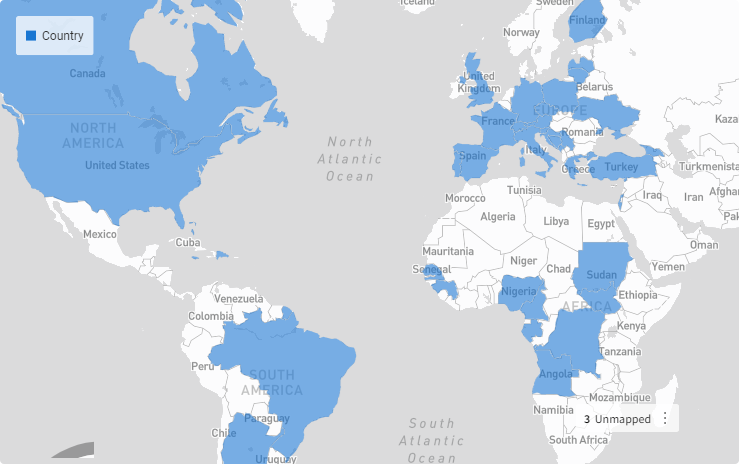 Iceland
Sweden
Finland
Norway
Country
Canada
United
Kingdom
Belarus
NORTH
AMERICA
EUROPE
France
Kaza
North
Atlantic
Ocean
Romania
United States
Spain
Italy
Greece
Turkey
Turkmenista
Tunisia
Morocco
Iraq
Iran
Afghan
Algeria
Libya
Egypt
Pak
Mexico
Cuba
Mauritania
Oman
Senegal
Niger
Chad
Sudan
Yemen
Venezuela
Nigeria
Ethiopia
Colombia
AFRICA
Kenya
Tanzania
Peru
SOUTH
AMERICA
Angola
Mozambique
Paraguay
Namibia
3 Unmapped
Chile
South
Atlantic
Ocean
South Africa
Uruguay